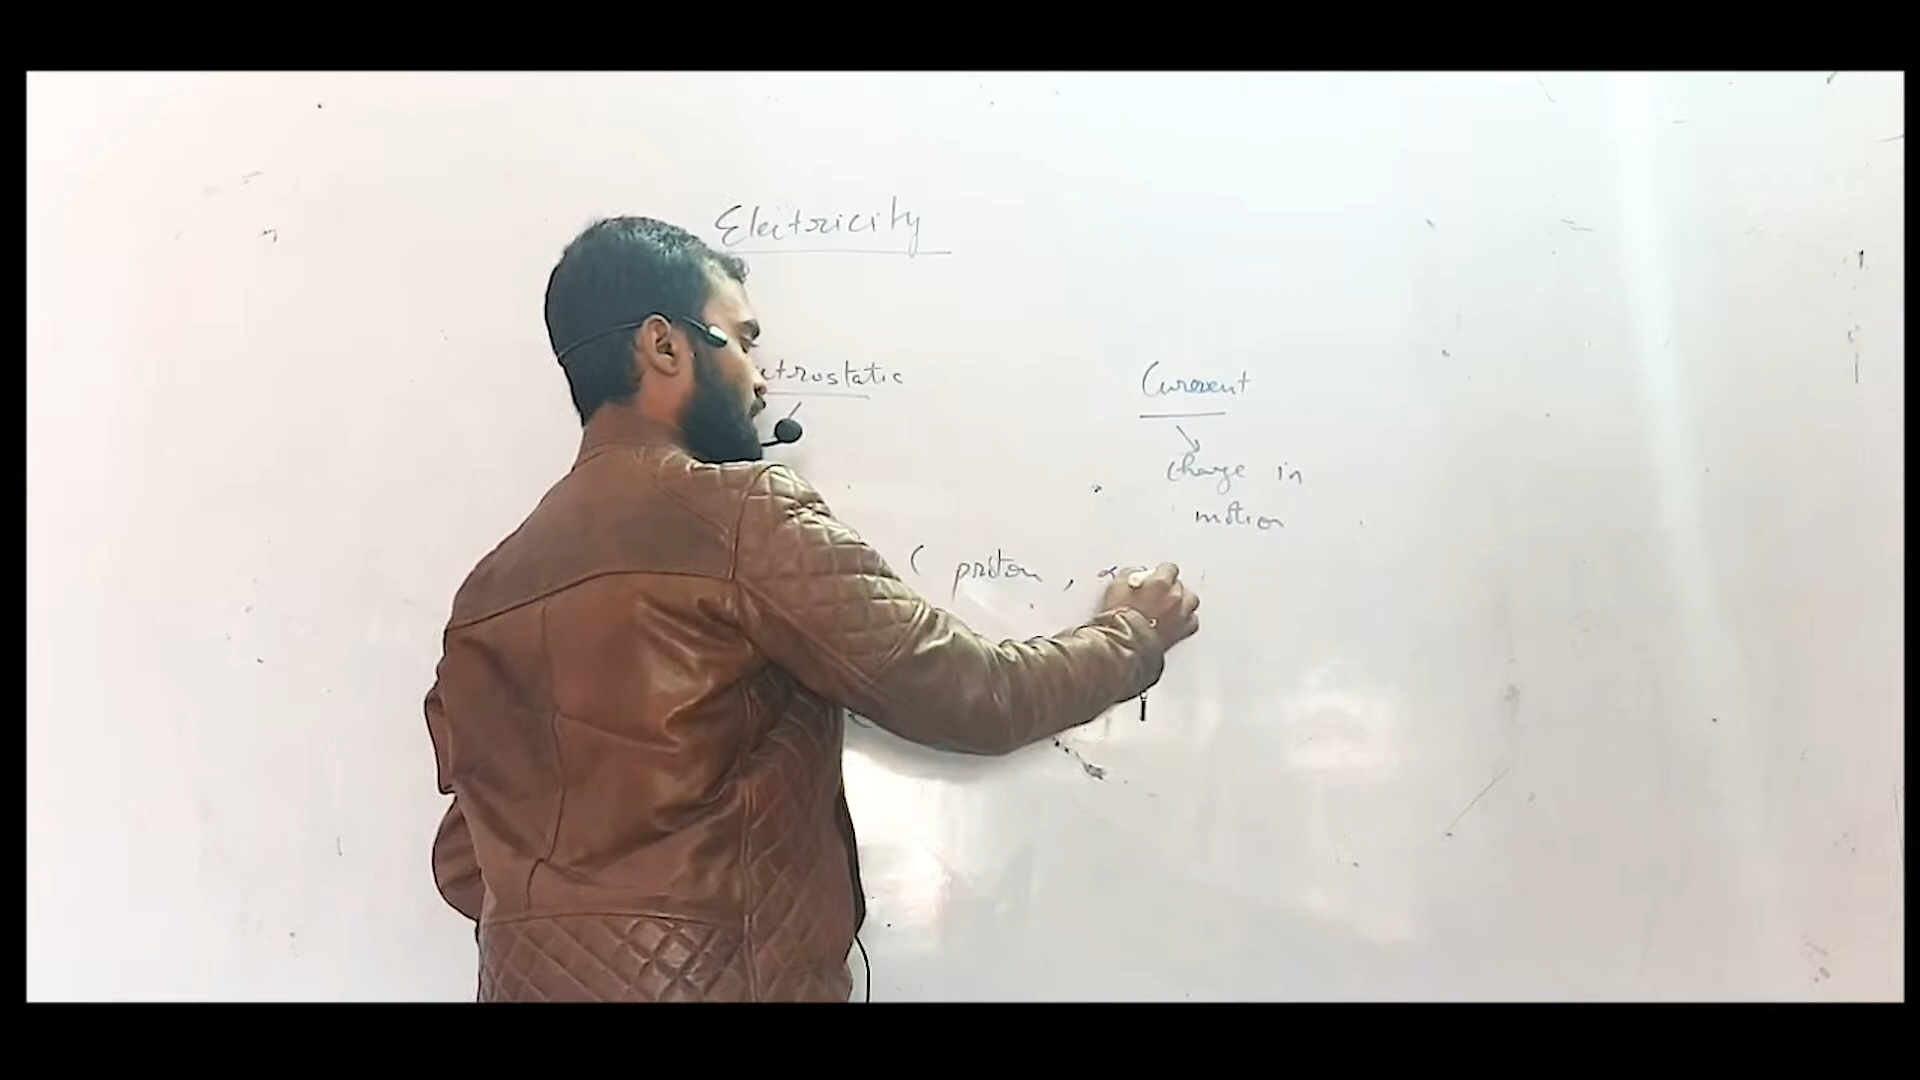 Electricity
ctrostatic
Current
charge in
motion
( proton ,